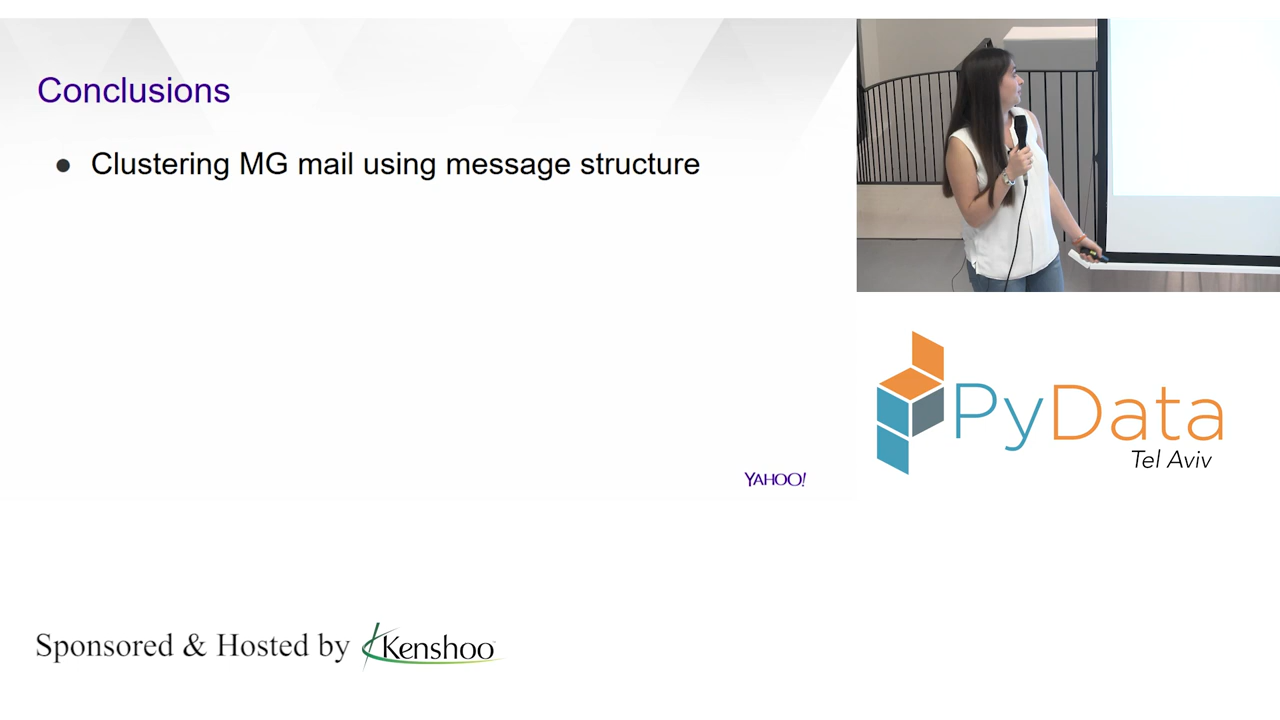 Conclusions
● Clustering MG mail using message structure
YAHOO!
PyData
Tel Aviv
Sponsored & Hosted by Kenshoo